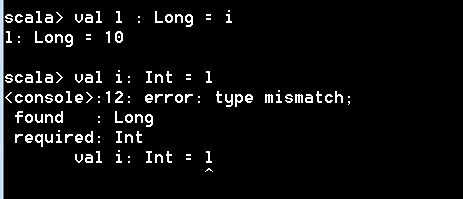 scala> val l : Long = i
l: Long = 10
scala> val i: Int = l
<console>:12: error: type mismatch;
 found   : Long
 required: Int
       val i: Int = l
                    ^